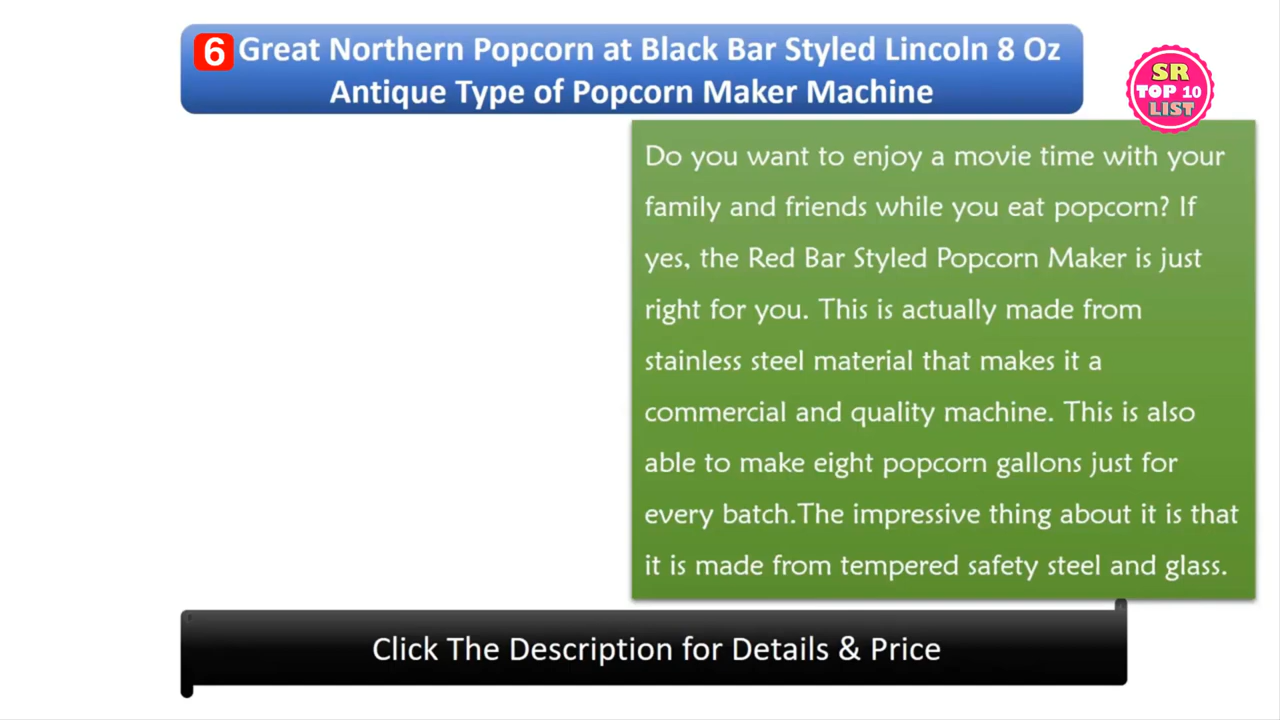 6 Great Northern Popcorn at Black Bar Styled Lincoln 8 Oz
Antique Type of Popcorn Maker Machine
SR
TOP 10
LIST
Do you want to enjoy a movie time with your
family and friends while you eat popcorn? If
yes, the Red Bar Styled Popcorn Maker is just
right for you. This is actually made from
stainless steel material that makes it a
commercial and quality machine. This is also
able to make eight popcorn gallons just for
every batch.The impressive thing about it is that
it is made from tempered safety steel and glass.
Click The Description for Details & Price